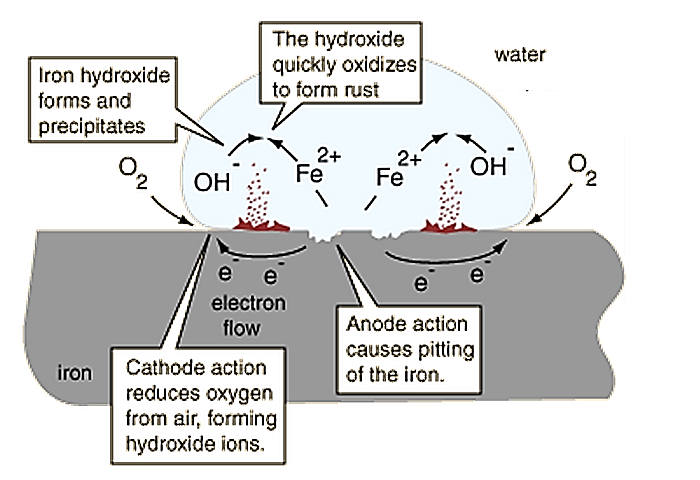 The hydroxide
quickly oxidizes
to form rust
water
Iron hydroxide
forms and
precipitates
O2
OH-
Fe2+
Fe2+
OH-
O2
e- e-
e- e-
electron
flow
iron
Cathode action
reduces oxygen
from air, forming
hydroxide ions.
Anode action
causes pitting
of the iron.